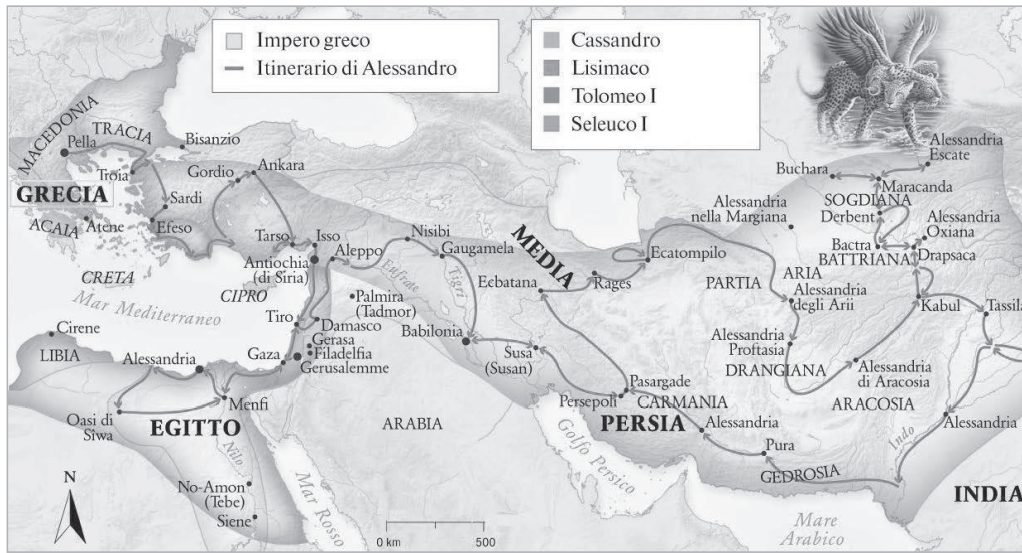 Impero greco
Itinerario di Alessandro
Cassandro
Lisimaco
Tolomeo I
Seleuco I
MACEDONIA
TRACIA
Pella
Bisanzio
Troia
Gordio
Ankara
GRECIA
Sardi
ACAIA
Atene
Efeso
Tarso
Isso
Aleppo
Nisibi
Gaugamela
Antiochia
(di Siria)
CRETA
CIPRO
Mar Mediterraneo
Eufrate
Tigri
MEDIA
Ecbatana
Rages
Ecatompilo
Palmira
(Tadmor)
Tiro
Damasco
Gerasa
Filadelfia
Gerusalemme
Gaza
Babilonia
Susa
(Susan)
Cirene
LIBIA
Alessandria
Menfi
Oasi di
Siwa
EGITTO
Nilo
No-Amon
(Tebe)
Siene
Mar Rosso
ARABIA
Persepoli
Pasargade
CARMANIA
PERSIA
Golfo Persico
Alessandria
Pura
GEDROSIA
Buchara
Alessandria
Escate
Maracanda
SOGDIANA
Derbent
Alessandria
nella Margiana
Alessandria
Oxiana
Bactra
BATTRIANA
Drapsaca
PARTIA
ARIA
Alessandria
degli Arii
Kabul
Tassila
Alessandria
Proftasia
DRANGIANA
Alessandria
di Aracosia
ARACOSIA
Alessandria
Indo
INDIA
Mare
Arabico
N
0 km
500